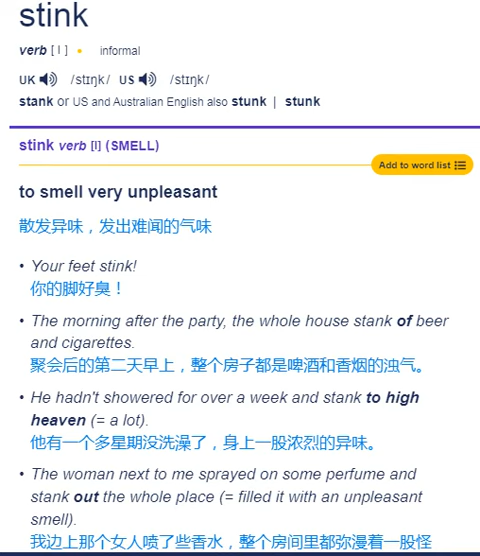 stink
verb [ I ] • informal
UK /stɪŋk/ US /stɪŋk/
stank or US and Australian English also stunk | stunk
stink verb [I] (SMELL)
Add to word list
to smell very unpleasant
散发异味，发出难闻的气味
• Your feet stink!
你的脚好臭！
• The morning after the party, the whole house stank of beer
and cigarettes.
聚会后的第二天早上，整个房子都是啤酒和香烟的浊气。
• He hadn't showered for over a week and stank to high
heaven (= a lot).
他有一个多星期没洗澡了，身上一股浓烈的异味。
• The woman next to me sprayed on some perfume and
stank out the whole place (= filled it with an unpleasant
smell).
我边上那个女人喷了些香水，整个房间里都弥漫着一股怪